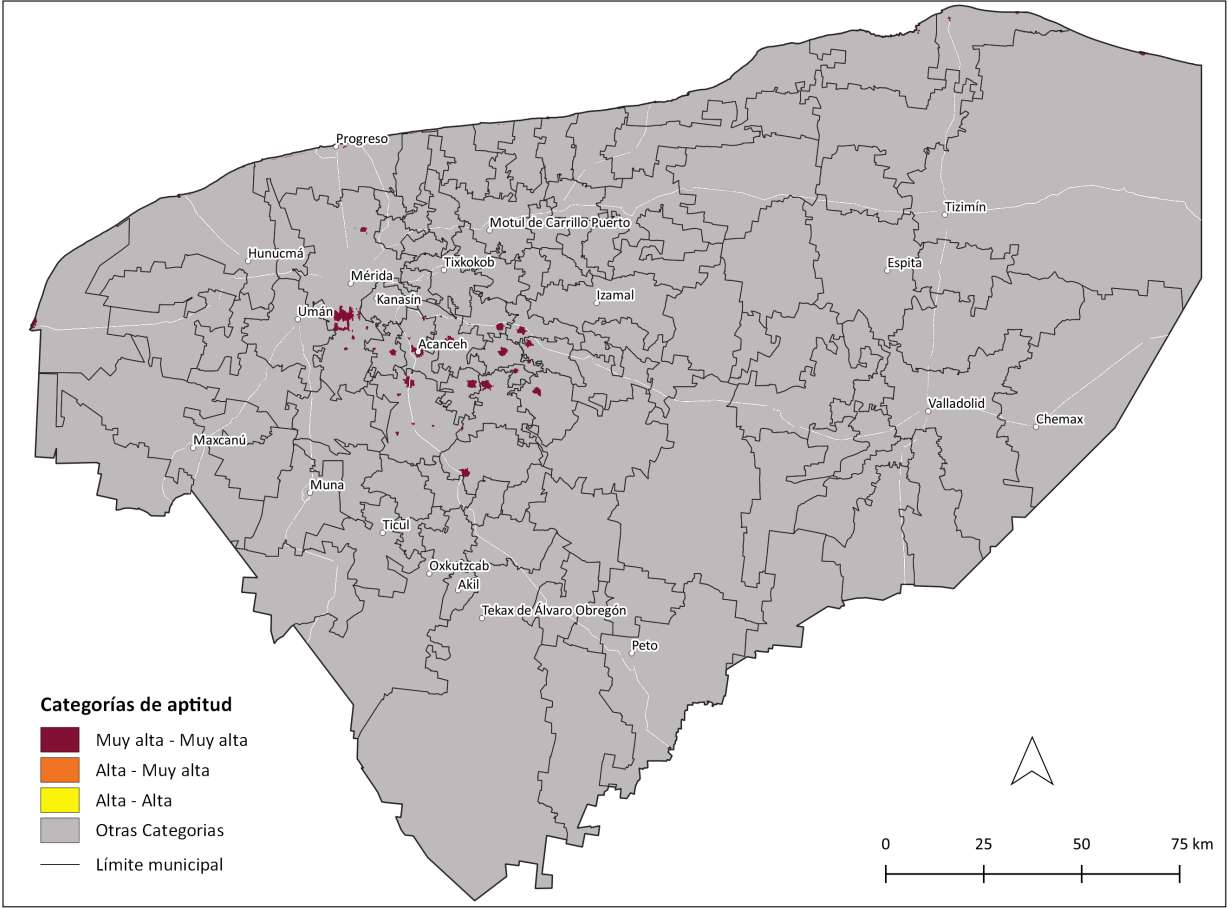 Progreso
Tizimín
Motul de Carrillo Puerto
Hunucmá
Tixkokob
Espita
Mérida
Kanasín
Izamal
Umán
Acanceh
Valladolid
Chemax
Maxcanú
Muna
Ticul
Oxkutzcab
Akil
Tekax de Álvaro Obregón
Peto
Categorías de aptitud
Muy alta - Muy alta
Alta - Muy alta
Alta - Alta
Otras Categorias
Límite municipal
0 25 50 75 km